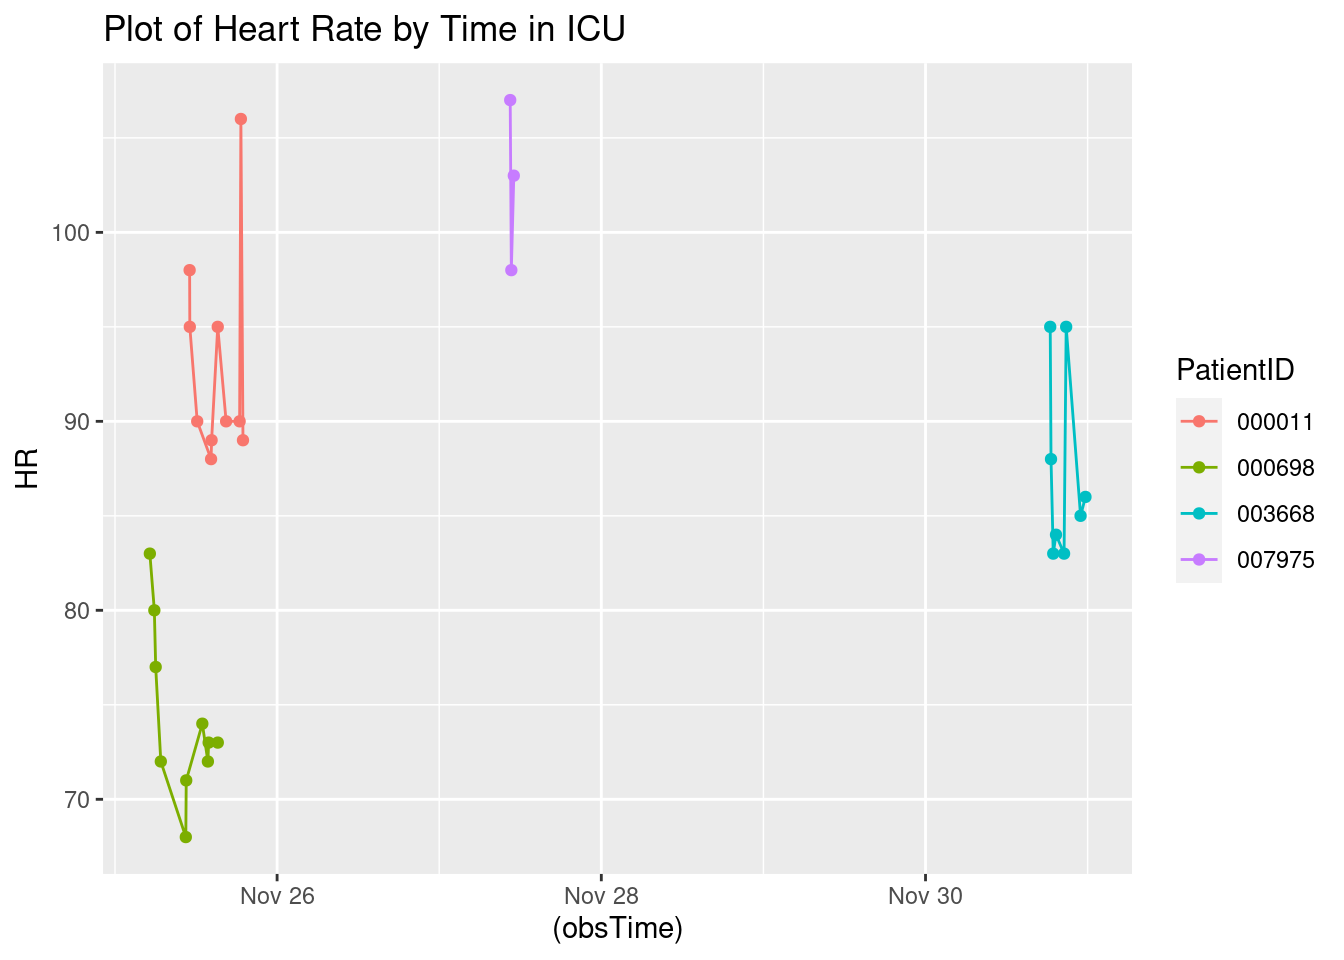 Plot of Heart Rate by Time in ICU
HR
100
90
80
70
Nov 26
Nov 28
Nov 30
(obsTime)
PatientID
000011
000698
003668
007975